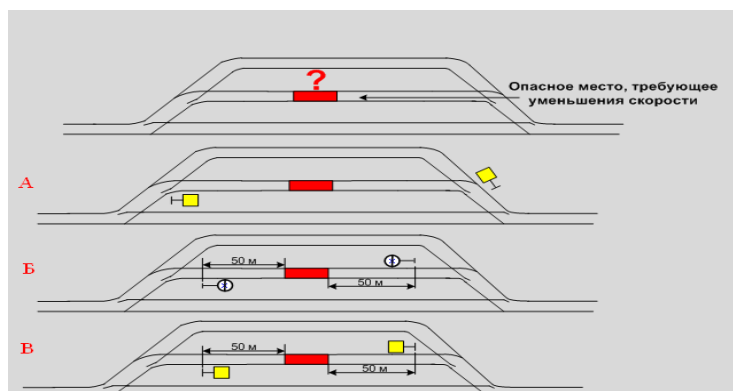 ?
Опасное место, требующее
уменьшения скорости
А
Б
50 м
50 м
В
50 м
50 м